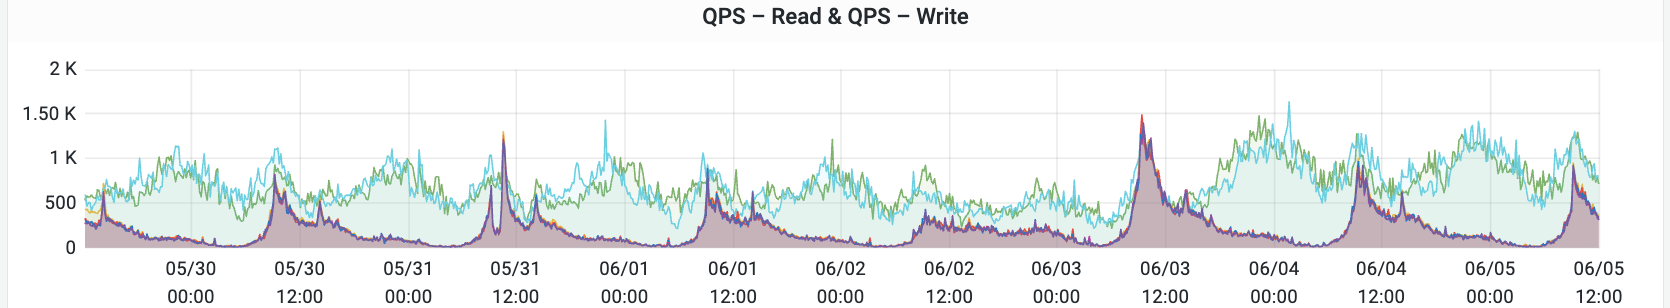 QPS – Read & QPS – Write
2 K
1.50 K
1 K
500
0
05/30 05/30 05/31 05/31 06/01 06/01 06/02 06/02 06/03 06/03 06/04 06/04 06/05 06/05
00:00 12:00 00:00 12:00 00:00 12:00 00:00 12:00 00:00 12:00 00:00 12:00 00:00 12:00